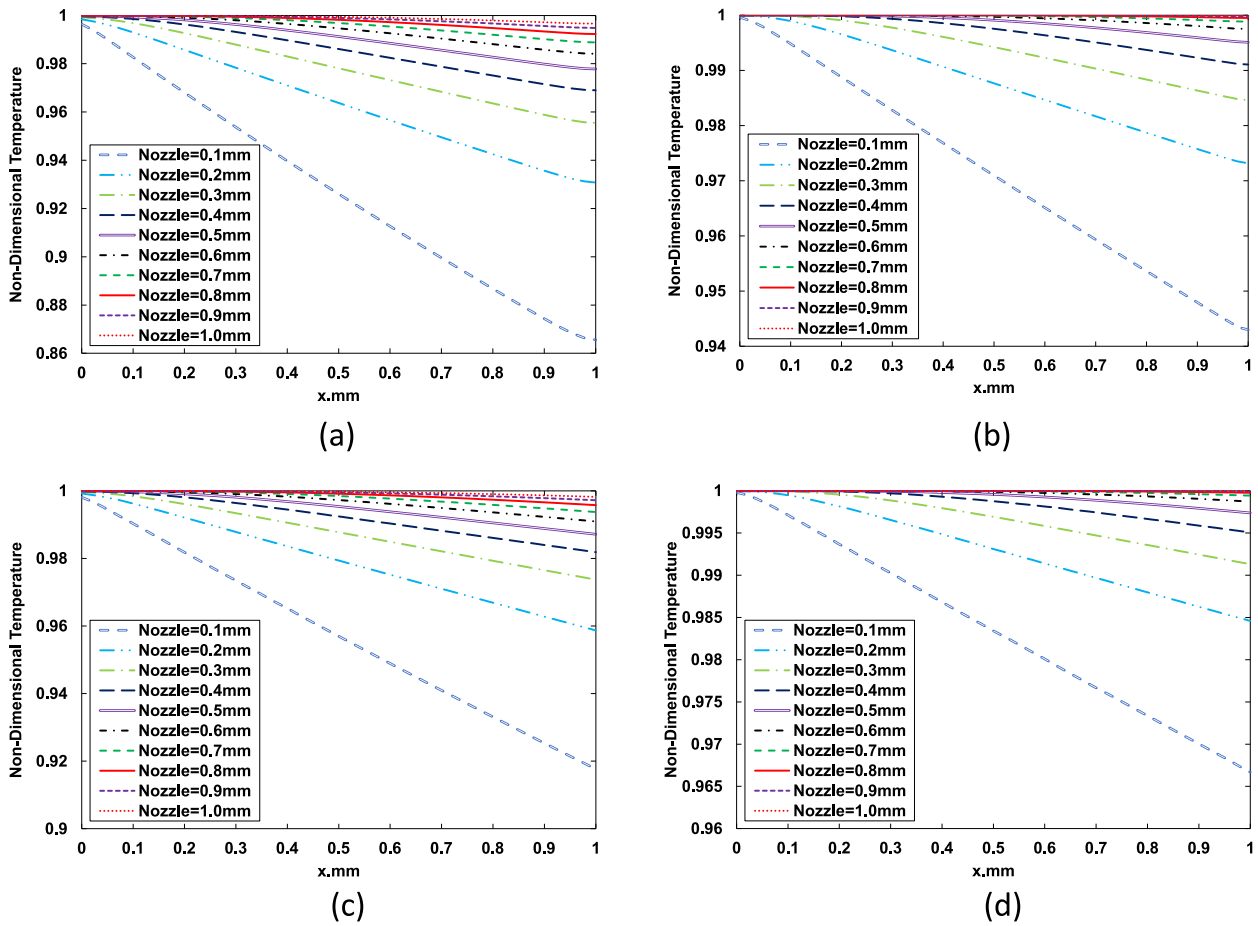 1
0.98
0.96
0.94
0.92
0.9
0.88
0.86
Non-Dimensional Temperature
Nozzle=0.1mm
Nozzle=0.2mm
Nozzle=0.3mm
Nozzle=0.4mm
Nozzle=0.5mm
Nozzle=0.6mm
Nozzle=0.7mm
Nozzle=0.8mm
Nozzle=0.9mm
Nozzle=1.0mm
0 0.1 0.2 0.3 0.4 0.5 0.6 0.7 0.8 0.9 1
x.mm
(a)
1
0.99
0.98
0.97
0.96
0.95
0.94
Non-Dimensional Temperature
Nozzle=0.1mm
Nozzle=0.2mm
Nozzle=0.3mm
Nozzle=0.4mm
Nozzle=0.5mm
Nozzle=0.6mm
Nozzle=0.7mm
Nozzle=0.8mm
Nozzle=0.9mm
Nozzle=1.0mm
0 0.1 0.2 0.3 0.4 0.5 0.6 0.7 0.8 0.9 1
x.mm
(b)
1
0.98
0.96
0.94
0.92
0.9
Non-Dimensional Temperature
Nozzle=0.1mm
Nozzle=0.2mm
Nozzle=0.3mm
Nozzle=0.4mm
Nozzle=0.5mm
Nozzle=0.6mm
Nozzle=0.7mm
Nozzle=0.8mm
Nozzle=0.9mm
Nozzle=1.0mm
0 0.1 0.2 0.3 0.4 0.5 0.6 0.7 0.8 0.9 1
x.mm
(c)
1
0.995
0.99
0.985
0.98
0.975
0.97
0.965
0.96
Non-Dimensional Temperature
Nozzle=0.1mm
Nozzle=0.2mm
Nozzle=0.3mm
Nozzle=0.4mm
Nozzle=0.5mm
Nozzle=0.6mm
Nozzle=0.7mm
Nozzle=0.8mm
Nozzle=0.9mm
Nozzle=1.0mm
0 0.1 0.2 0.3 0.4 0.5 0.6 0.7 0.8 0.9 1
x.mm
(d)